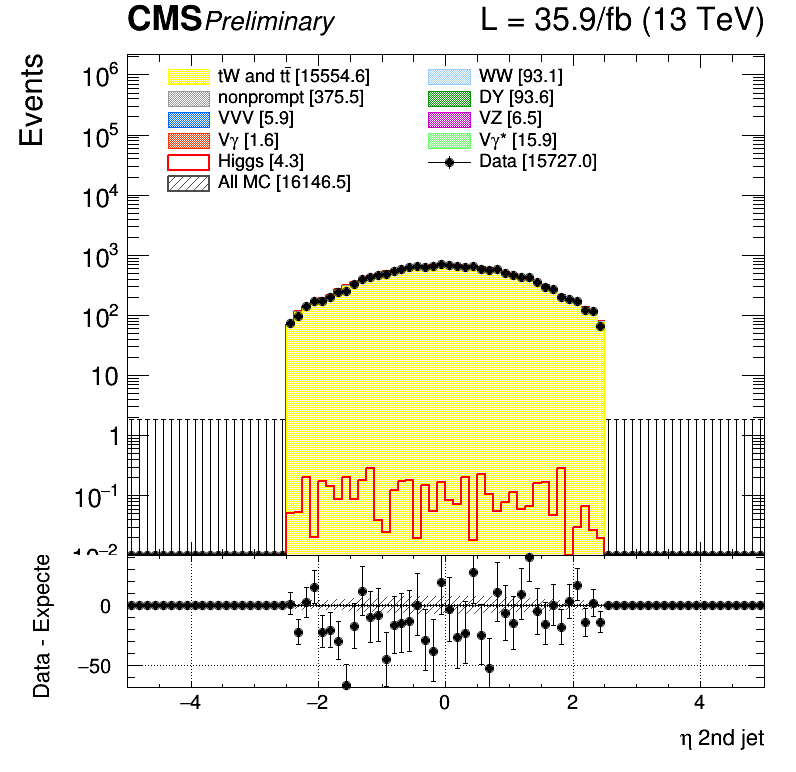 CMS Preliminary L = 35.9/fb (13 TeV)
Events
tW and tt̄ [15554.6] WW [93.1]
nonprompt [375.5] DY [93.6]
VVV [5.9] VZ [6.5]
Vγ [1.6] Vγ* [15.9]
Higgs [4.3] Data [15727.0]
All MC [16146.5]
10⁶
10⁵
10⁴
10³
10²
10
1
10⁻¹
10⁻²
Data - Expecte
0
−50
−4 −2 0 2 4
η 2nd jet